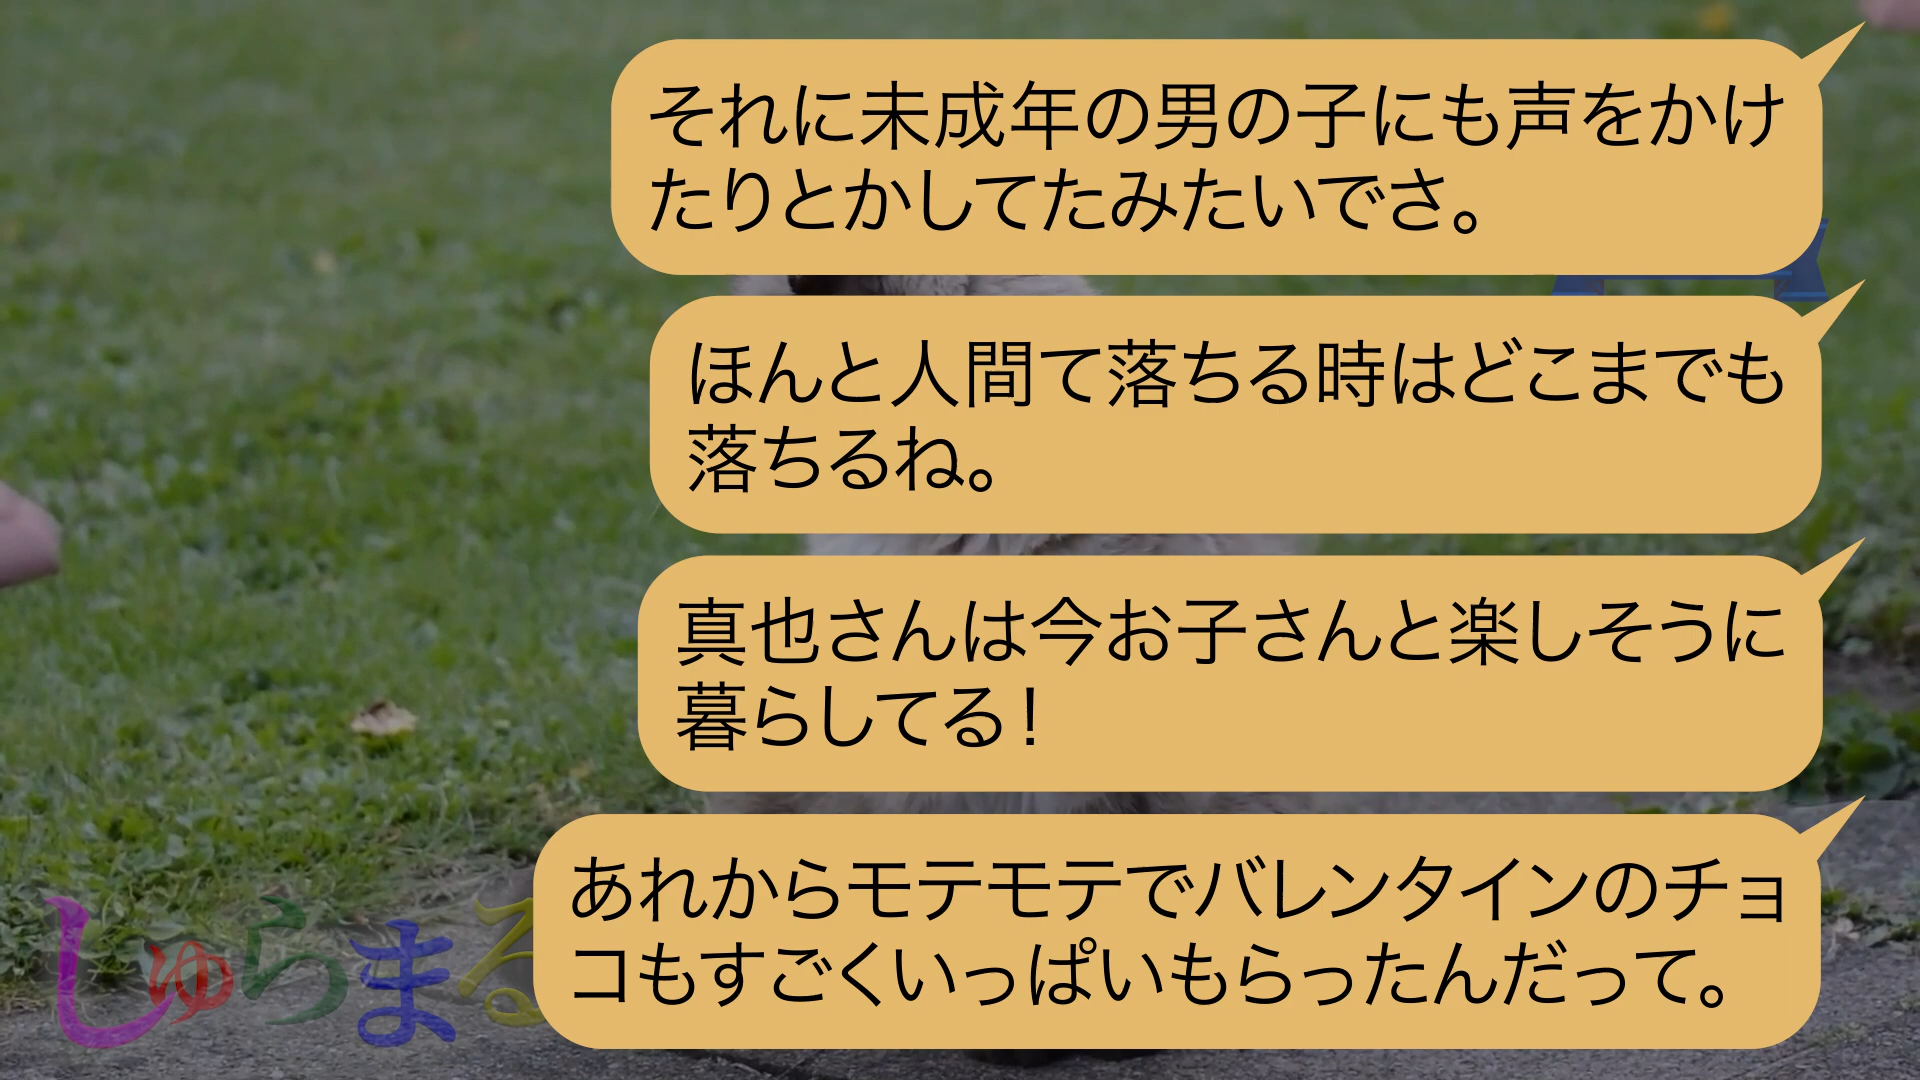 それに未成年の男の子にも声をかけ
たりとかしてたみたいでさ。
ほんと人間て落ちる時はどこまでも
落ちるね。
真也さんは今お子さんと楽しそうに
暮らしてる！
あれからモテモテでバレンタインのチョ
コもすごくいっぱいもらったんだって。
しゅらまる